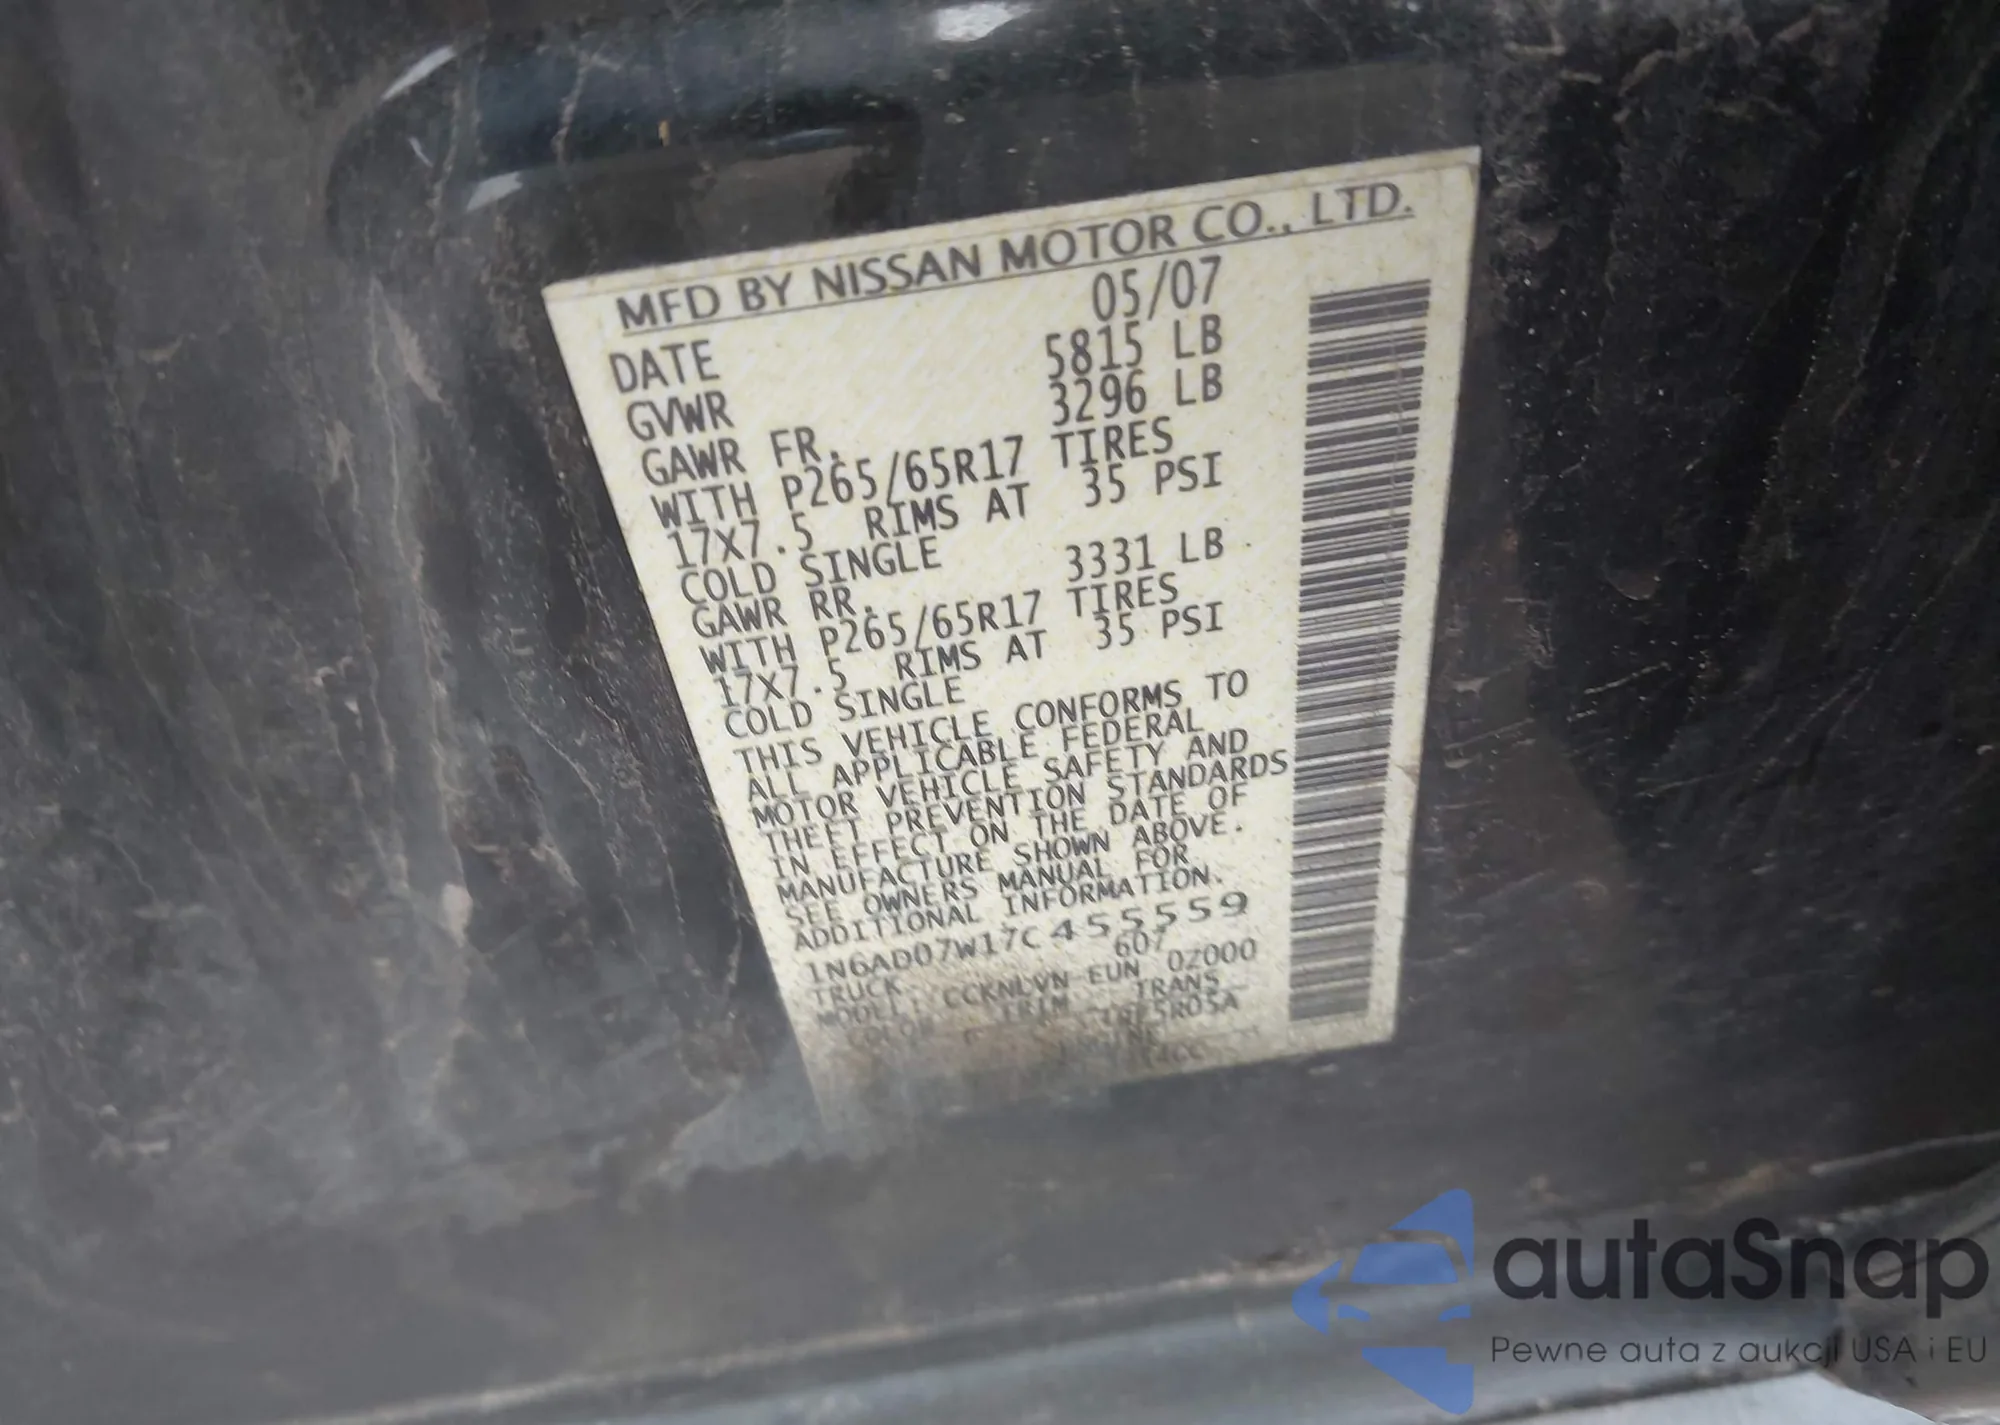 MFD BY NISSAN MOTOR CO., LTD.
DATE 05/07
GVWR 5815 LB
GAWR FR. 3296 LB
WITH P265/65R17 TIRES
17X7.5 RIMS AT 35 PSI
COLD SINGLE
GAWR RR. 3331 LB
WITH P265/65R17 TIRES
17X7.5 RIMS AT 35 PSI
COLD SINGLE
THIS VEHICLE CONFORMS TO
ALL APPLICABLE FEDERAL
MOTOR VEHICLE SAFETY AND
THEFT PREVENTION STANDARDS
IN EFFECT ON THE DATE OF
MANUFACTURE SHOWN ABOVE.
SEE OWNERS MANUAL FOR
ADDITIONAL INFORMATION.
1N6AD07W17C455559
TRUCK 607
MODEL: CCKNLVN EUN 0Z000
COLOR TRIM TRANS
5R05A
autaSnap
Pewne auta z aukcji USA i EU